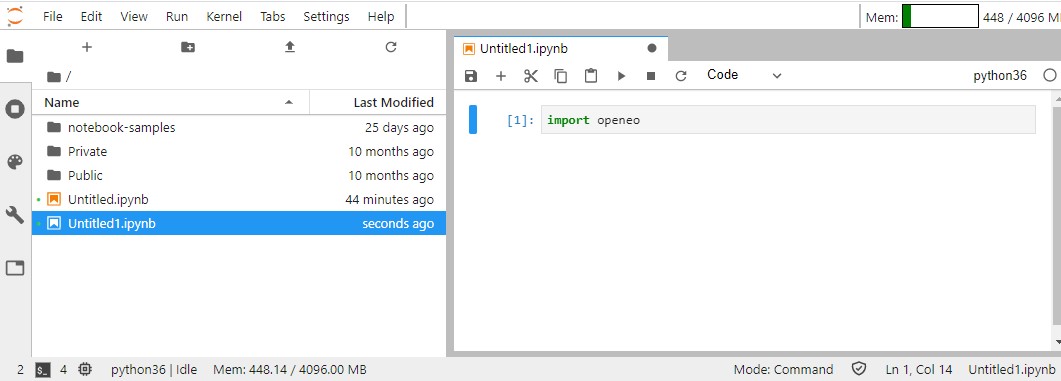 File Edit View Run Kernel Tabs Settings Help
Mem: 448 / 4096 M
/
Name Last Modified
notebook-samples 25 days ago
Private 10 months ago
Public 10 months ago
Untitled.ipynb 44 minutes ago
Untitled1.ipynb seconds ago
Untitled1.ipynb
Code python36
[1]: import openeo
2 $_ 4 python36 | Idle Mem: 448.14 / 4096.00 MB Mode: Command Ln 1, Col 14 Untitled1.ipynb